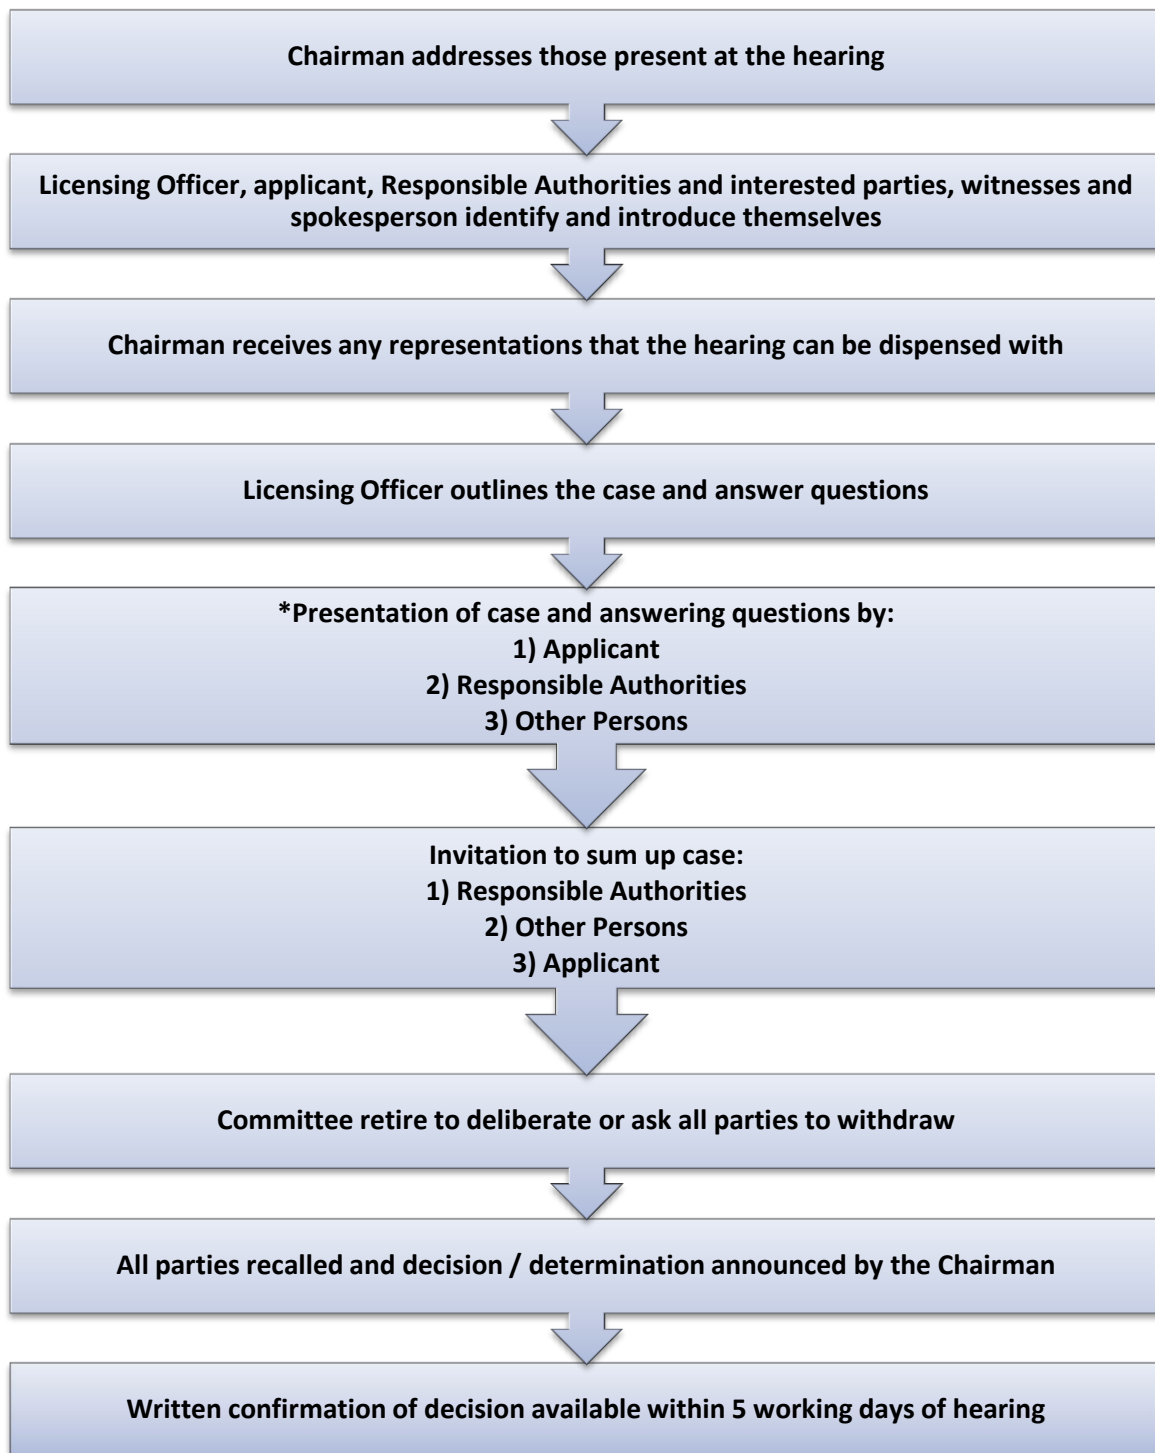 Chairman addresses those present at the hearing
Licensing Officer, applicant, Responsible Authorities and interested parties, witnesses and
spokesperson identify and introduce themselves
Chairman receives any representations that the hearing can be dispensed with
Licensing Officer outlines the case and answer questions
*Presentation of case and answering questions by:
1) Applicant
2) Responsible Authorities
3) Other Persons
Invitation to sum up case:
1) Responsible Authorities
2) Other Persons
3) Applicant
Committee retire to deliberate or ask all parties to withdraw
All parties recalled and decision / determination announced by the Chairman
Written confirmation of decision available within 5 working days of hearing